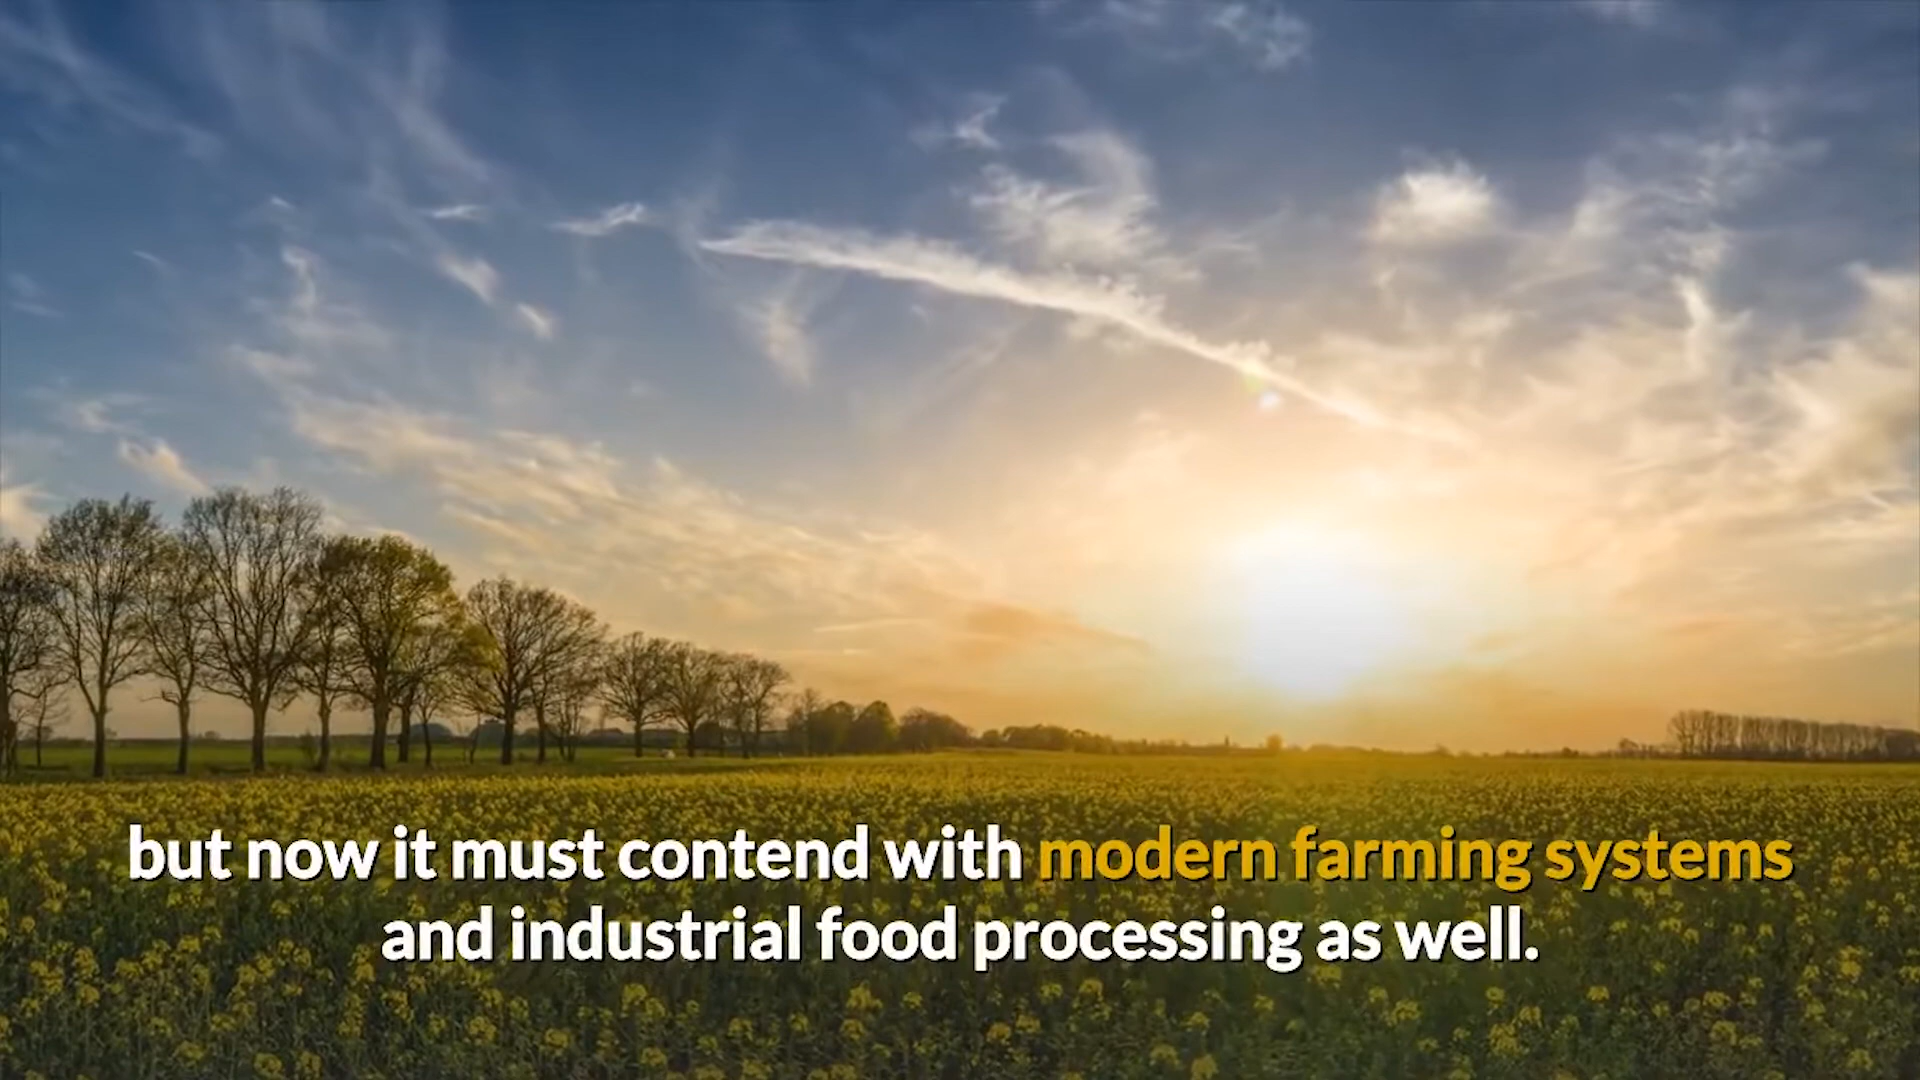 but now it must contend with modern farming systems
and industrial food processing as well.